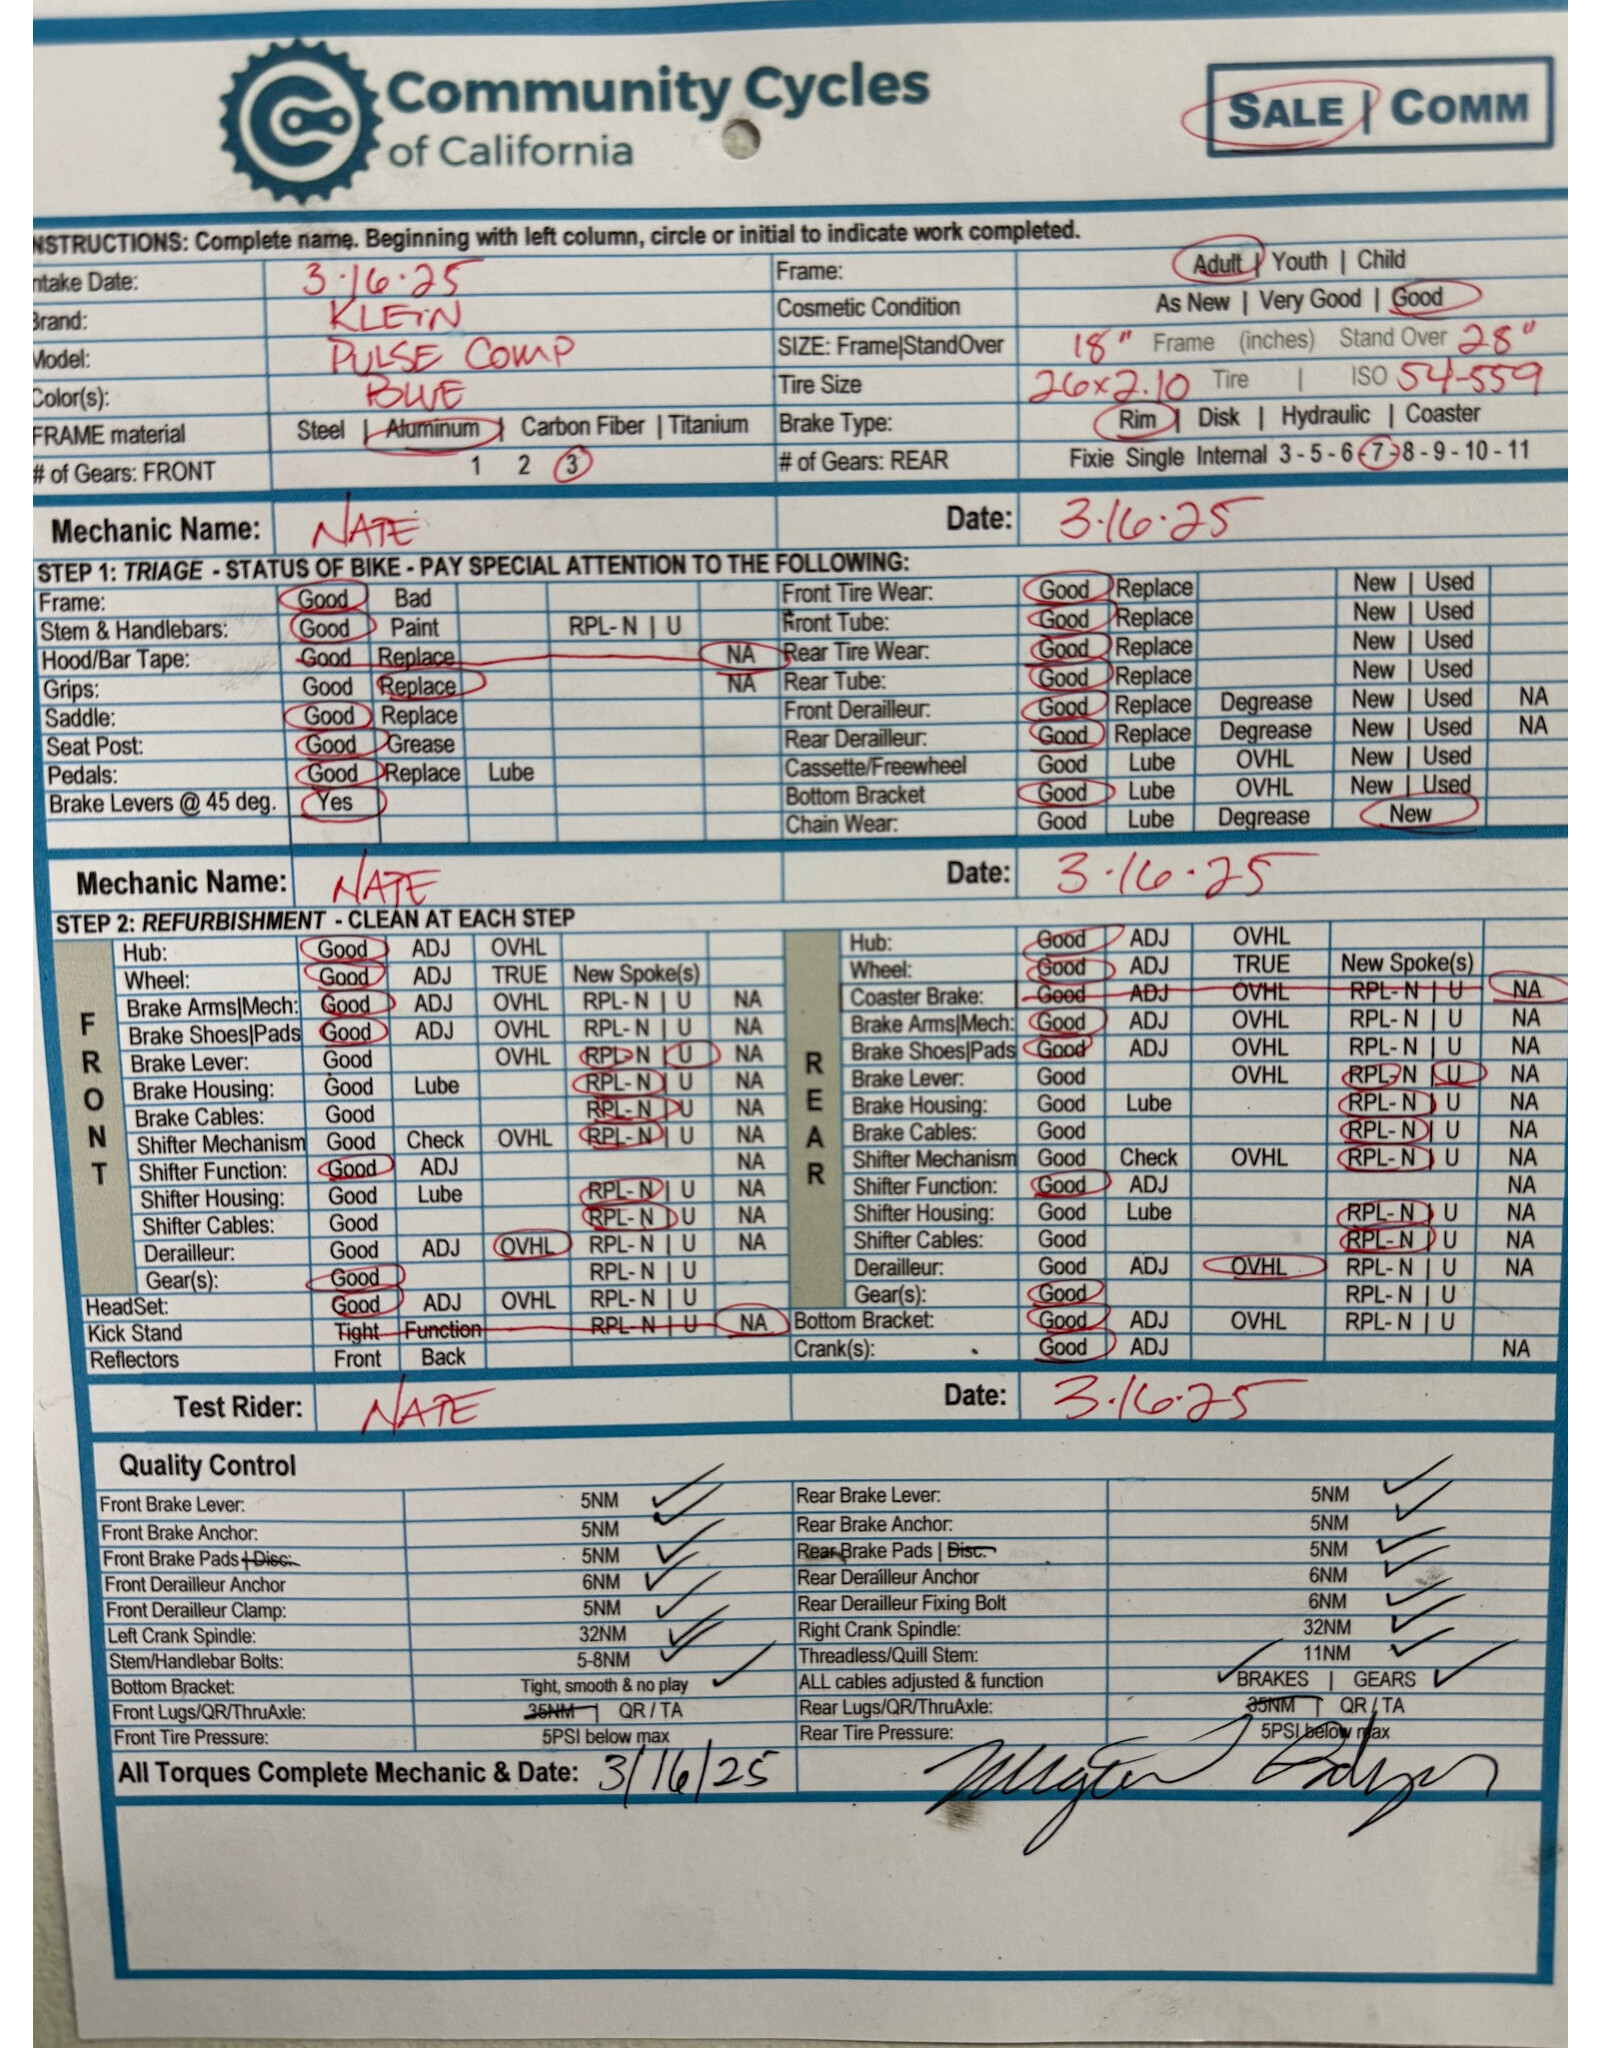 Community Cycles
of California
SALE | COMM
NSTRUCTIONS: Complete name. Beginning with left column, circle or initial to indicate work completed.
ntake Date: 3·16·25 Frame: Adult | Youth | Child
Brand: KLEIN Cosmetic Condition As New | Very Good | Good
Model: PULSE COMP SIZE: Frame|StandOver 18" Frame (inches) Stand Over 28"
Color(s): BLUE Tire Size 26x2.10 Tire | ISO 54-559
FRAME material Steel | Aluminum | Carbon Fiber | Titanium Brake Type: Rim | Disk | Hydraulic | Coaster
# of Gears: FRONT 1 2 3 # of Gears: REAR Fixie Single Internal 3 - 5 - 6 - 7 - 8 - 9 - 10 - 11
Mechanic Name: NATE Date: 3·16·25
STEP 1: TRIAGE - STATUS OF BIKE - PAY SPECIAL ATTENTION TO THE FOLLOWING:
Frame: Good Bad Front Tire Wear: Good Replace New | Used
Stem & Handlebars: Good Paint RPL- N | U Front Tube: Good Replace New | Used
Hood/Bar Tape: Good Replace NA Rear Tire Wear: Good Replace New | Used
Grips: Good Replace NA Rear Tube: Good Replace New | Used
Saddle: Good Replace Front Derailleur: Good Replace Degrease New | Used NA
Seat Post: Good Grease Rear Derailleur: Good Replace Degrease New | Used NA
Pedals: Good Replace Lube Cassette/Freewheel Good Lube OVHL New | Used
Brake Levers @ 45 deg. Yes Bottom Bracket Good Lube OVHL New | Used
Chain Wear: Good Lube Degrease New
Mechanic Name: NATE Date: 3·16·25
STEP 2: REFURBISHMENT - CLEAN AT EACH STEP
FRONT
Hub: Good ADJ OVHL
Wheel: Good ADJ TRUE New Spoke(s)
Brake Arms|Mech: Good ADJ OVHL RPL- N | U NA
Brake Shoes|Pads Good ADJ OVHL RPL- N | U NA
Brake Lever: Good OVHL RPL- N | U NA
Brake Housing: Good Lube RPL- N | U NA
Brake Cables: Good RPL- N | U NA
Shifter Mechanism Good Check OVHL RPL- N | U NA
Shifter Function: Good ADJ NA
Shifter Housing: Good Lube RPL- N | U NA
Shifter Cables: Good RPL- N | U NA
Derailleur: Good ADJ OVHL RPL- N | U NA
Gear(s): Good RPL- N | U
HeadSet: Good ADJ OVHL RPL- N | U
Kick Stand Tight Function RPL- N | U NA
Reflectors Front Back
REAR
Hub: Good ADJ OVHL
Wheel: Good ADJ TRUE New Spoke(s)
Coaster Brake: Good ADJ OVHL RPL- N | U NA
Brake Arms|Mech: Good ADJ OVHL RPL- N | U NA
Brake Shoes|Pads Good ADJ OVHL RPL- N | U NA
Brake Lever: Good OVHL RPL- N | U NA
Brake Housing: Good Lube RPL- N | U NA
Brake Cables: Good RPL- N | U NA
Shifter Mechanism Good Check OVHL RPL- N | U NA
Shifter Function: Good ADJ NA
Shifter Housing: Good Lube RPL- N | U NA
Shifter Cables: Good RPL- N | U NA
Derailleur: Good ADJ OVHL RPL- N | U NA
Gear(s): Good RPL- N | U
Bottom Bracket: Good ADJ OVHL RPL- N | U
Crank(s): Good ADJ NA
Test Rider: NATE Date: 3·16·25
Quality Control
Front Brake Lever: 5NM ✓ Rear Brake Lever: 5NM ✓
Front Brake Anchor: 5NM ✓ Rear Brake Anchor: 5NM ✓
Front Brake Pads | Disc: 5NM ✓ Rear Brake Pads | Disc: 5NM ✓
Front Derailleur Anchor 6NM ✓ Rear Derailleur Anchor 6NM ✓
Front Derailleur Clamp: 5NM ✓ Rear Derailleur Fixing Bolt 6NM ✓
Left Crank Spindle: 32NM ✓ Right Crank Spindle: 32NM ✓
Stem/Handlebar Bolts: 5-8NM ✓ Threadless/Quill Stem: 11NM ✓
Bottom Bracket: Tight, smooth & no play ✓ ALL cables adjusted & function ✓ BRAKES | GEARS ✓
Front Lugs/QR/ThruAxle: 35NM QR / TA Rear Lugs/QR/ThruAxle: 35NM QR / TA
Front Tire Pressure: 5PSI below max Rear Tire Pressure: 5PSI below max
All Torques Complete Mechanic & Date: 3/16/25